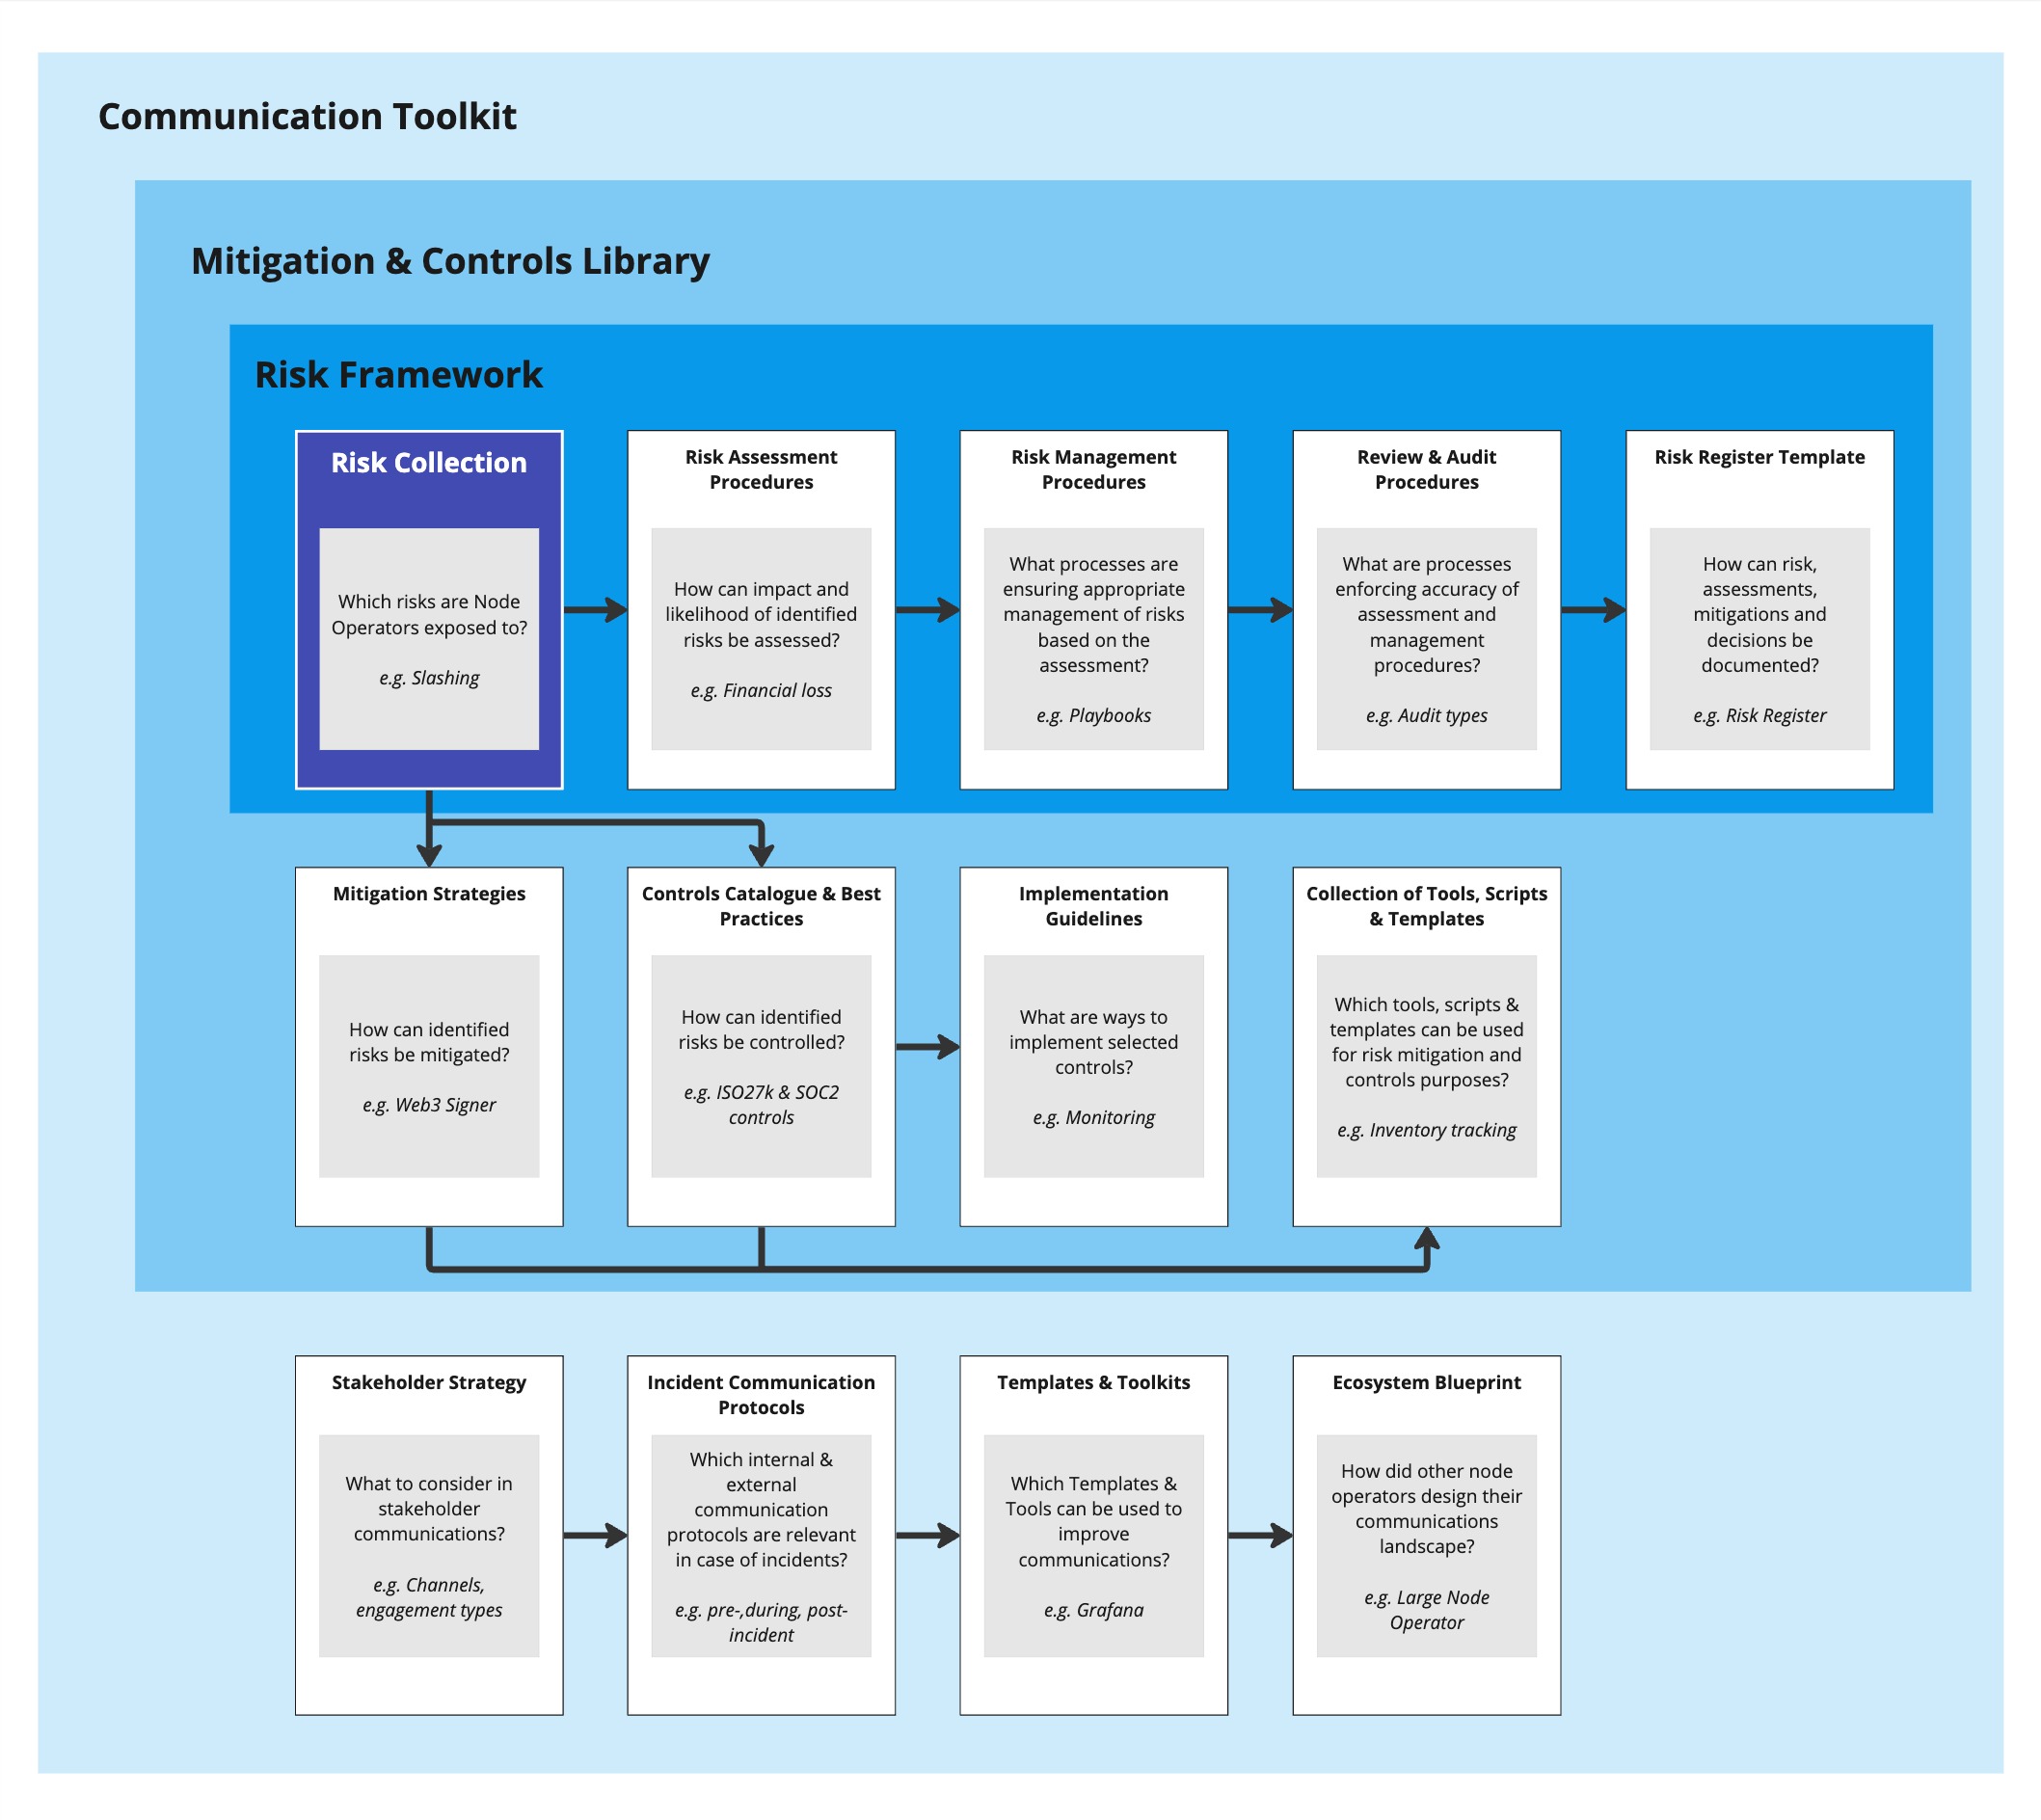 Communication Toolkit
Mitigation & Controls Library
Risk Framework
Risk Collection
Which risks are Node
Operators exposed to?
e.g. Slashing
Risk Assessment
Procedures
How can impact and
likelihood of identified
risks be assessed?
e.g. Financial loss
Risk Management
Procedures
What processes are
ensuring appropriate
management of risks
based on the
assessment?
e.g. Playbooks
Review & Audit
Procedures
What are processes
enforcing accuracy of
assessment and
management
procedures?
e.g. Audit types
Risk Register Template
How can risk,
assessments,
mitigations and
decisions be
documented?
e.g. Risk Register
Mitigation Strategies
How can identified
risks be mitigated?
e.g. Web3 Signer
Controls Catalogue & Best
Practices
How can identified
risks be controlled?
e.g. ISO27k & SOC2
controls
Implementation
Guidelines
What are ways to
implement selected
controls?
e.g. Monitoring
Collection of Tools, Scripts
& Templates
Which tools, scripts &
templates can be used
for risk mitigation and
controls purposes?
e.g. Inventory tracking
Stakeholder Strategy
What to consider in
stakeholder
communications?
e.g. Channels,
engagement types
Incident Communication
Protocols
Which internal &
external
communication
protocols are relevant
in case of incidents?
e.g. pre-,during, post-
incident
Templates & Toolkits
Which Templates &
Tools can be used to
improve
communications?
e.g. Grafana
Ecosystem Blueprint
How did other node
operators design their
communications
landscape?
e.g. Large Node
Operator